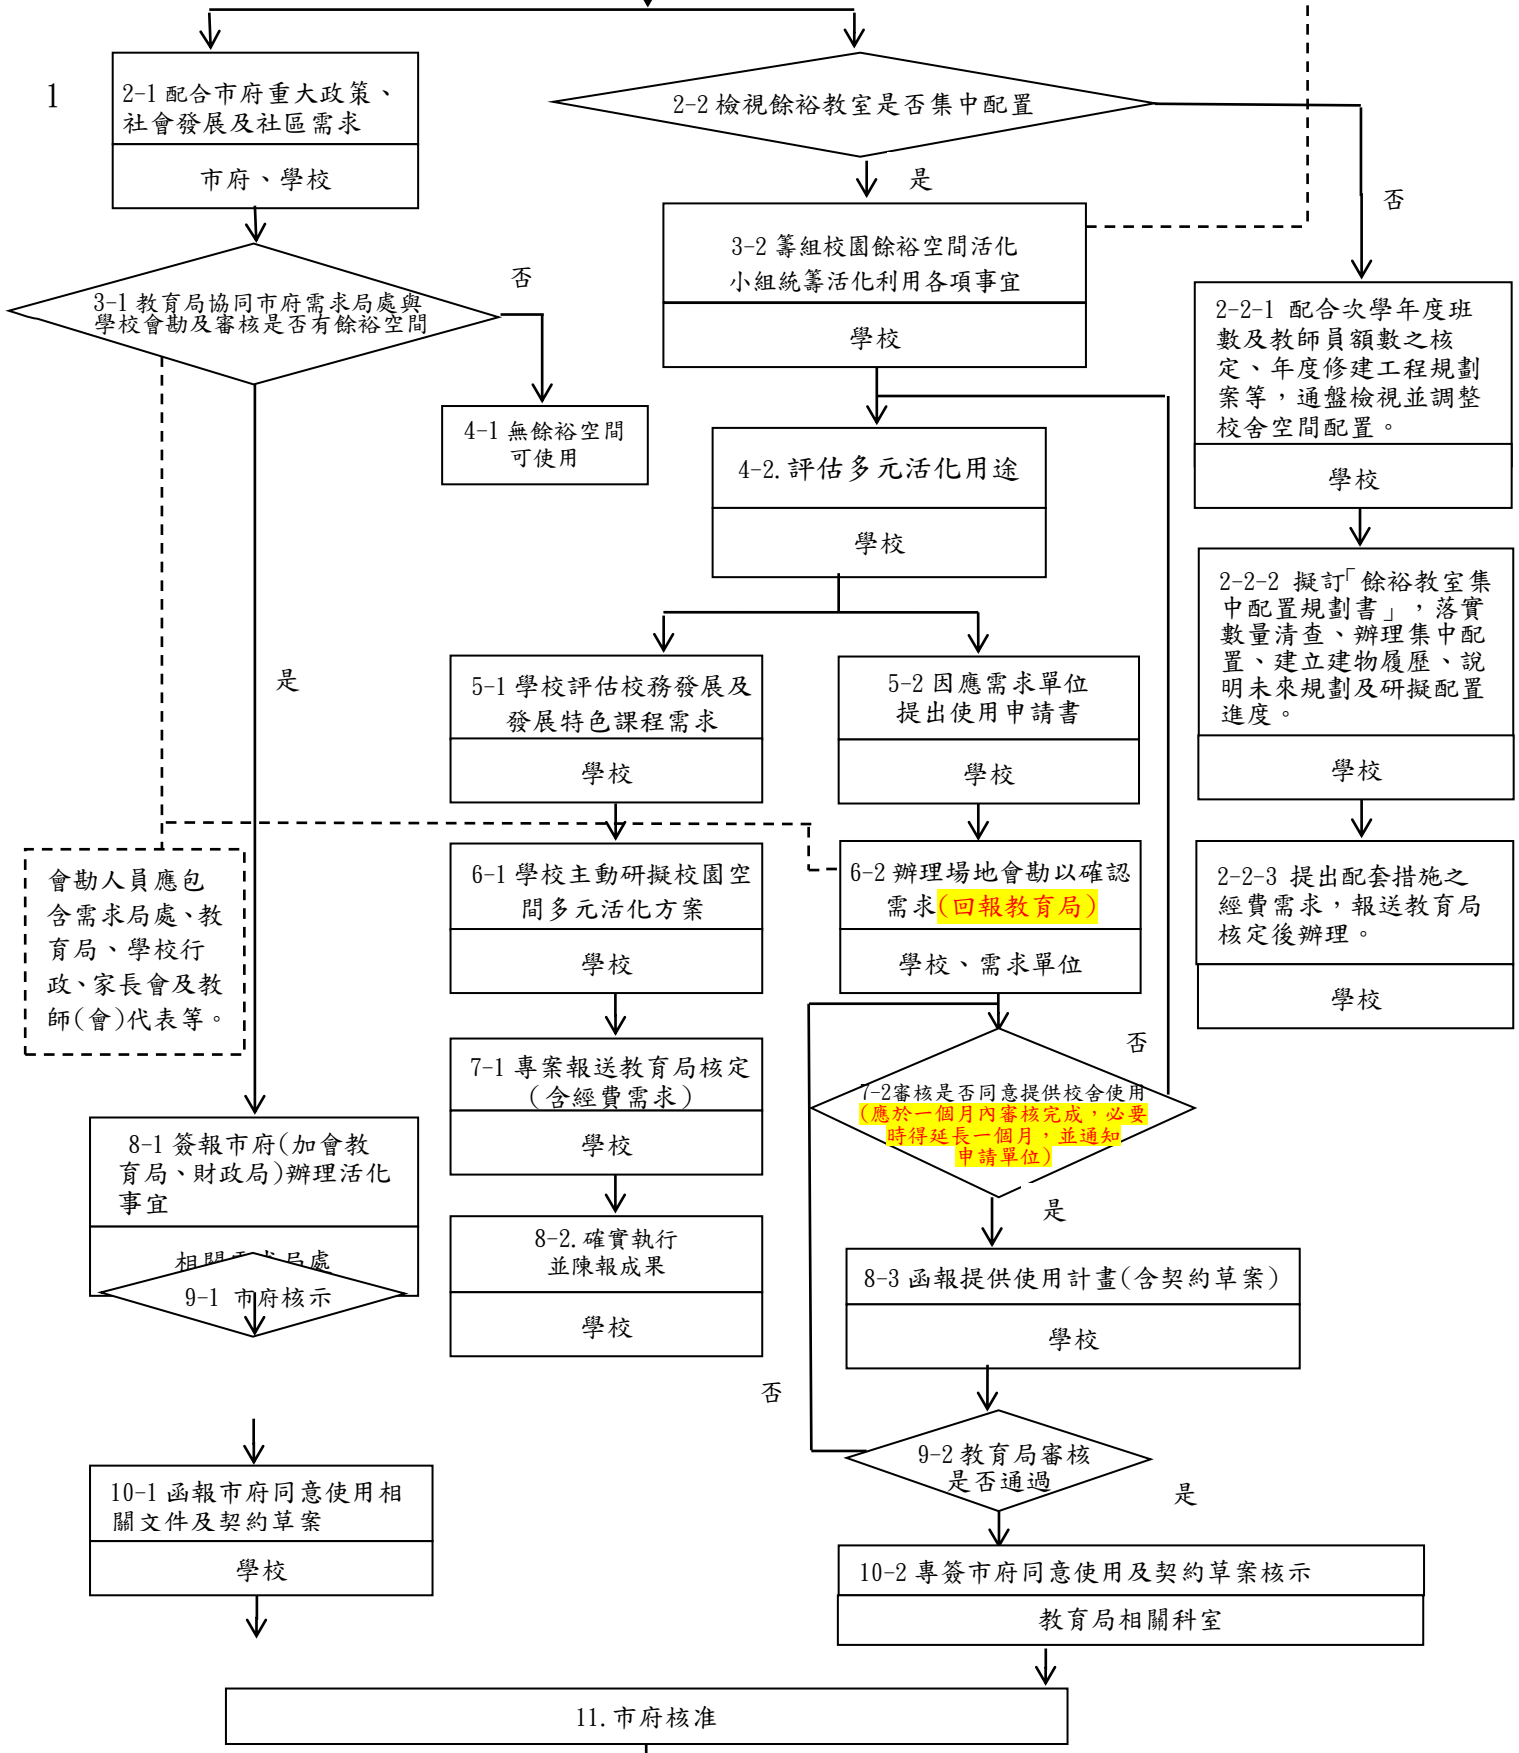 1
2-1 配合市府重大政策、
社會發展及社區需求
市府、學校
2-2 檢視餘裕教室是否集中配置
是
否
3-1 教育局協同市府需求局處與
學校會勘及審核是否有餘裕空間
否
是
4-1 無餘裕空間
可使用
3-2 籌組校園餘裕空間活化
小組統籌活化利用各項事宜
學校
2-2-1 配合次學年度班
數及教師員額數之核
定、年度修建工程規劃
案等，通盤檢視並調整
校舍空間配置。
學校
4-2.評估多元活化用途
學校
2-2-2 擬訂「餘裕教室集
中配置規劃書」，落實
數量清查、辦理集中配
置、建立建物履歷、說
明未來規劃及研擬配置
進度。
學校
5-1 學校評估校務發展及
發展特色課程需求
學校
5-2 因應需求單位
提出使用申請書
學校
會勘人員應包
含需求局處、教
育局、學校行
政、家長會及教
師(會)代表等。
6-1 學校主動研擬校園空
間多元活化方案
學校
6-2 辦理場地會勘以確認
需求(回報教育局)
學校、需求單位
2-2-3 提出配套措施之
經費需求，報送教育局
核定後辦理。
學校
7-1 專案報送教育局核定
(含經費需求)
學校
否
7-2審核是否同意提供校舍使用
(應於一個月內審核完成，必要
時得延長一個月，並通知
申請單位)
是
8-1 簽報市府(加會教
育局、財政局)辦理活化
事宜
相關需求局處
9-1 市府核示
8-2.確實執行
並陳報成果
學校
8-3 函報提供使用計畫(含契約草案)
學校
否
9-2 教育局審核
是否通過
是
10-1 函報市府同意使用相
關文件及契約草案
學校
10-2 專簽市府同意使用及契約草案核示
教育局相關科室
11.市府核准